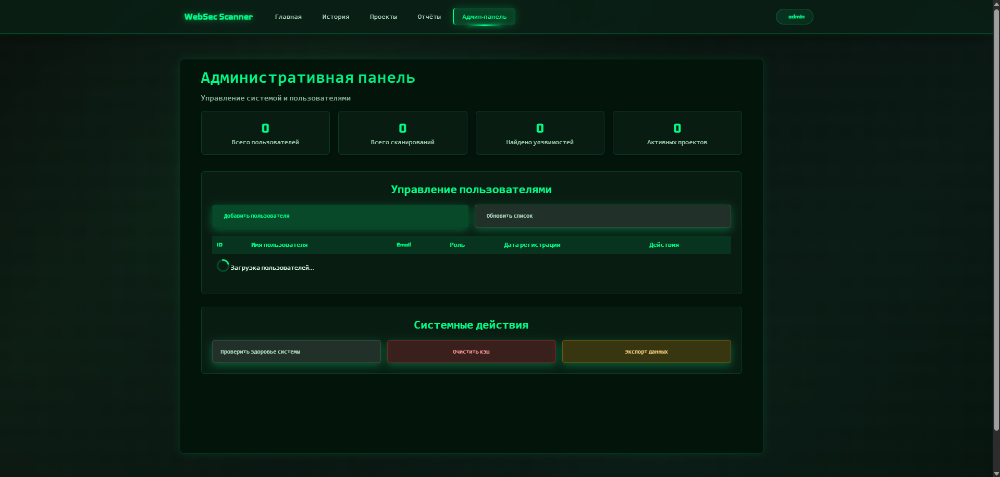 WebSec Scanner Главная История Проекты Отчёты Админ-панель admin
Административная панель
Управление системой и пользователями
0 0 0 0
Всего пользователей Всего сканирований Найдено уязвимостей Активных проектов
Управление пользователями
Добавить пользователя Обновить список
ID Имя пользователя Email Роль Дата регистрации Действия
Загрузка пользователей...
Системные действия
Проверить здоровье системы Очистить кэш Экспорт данных